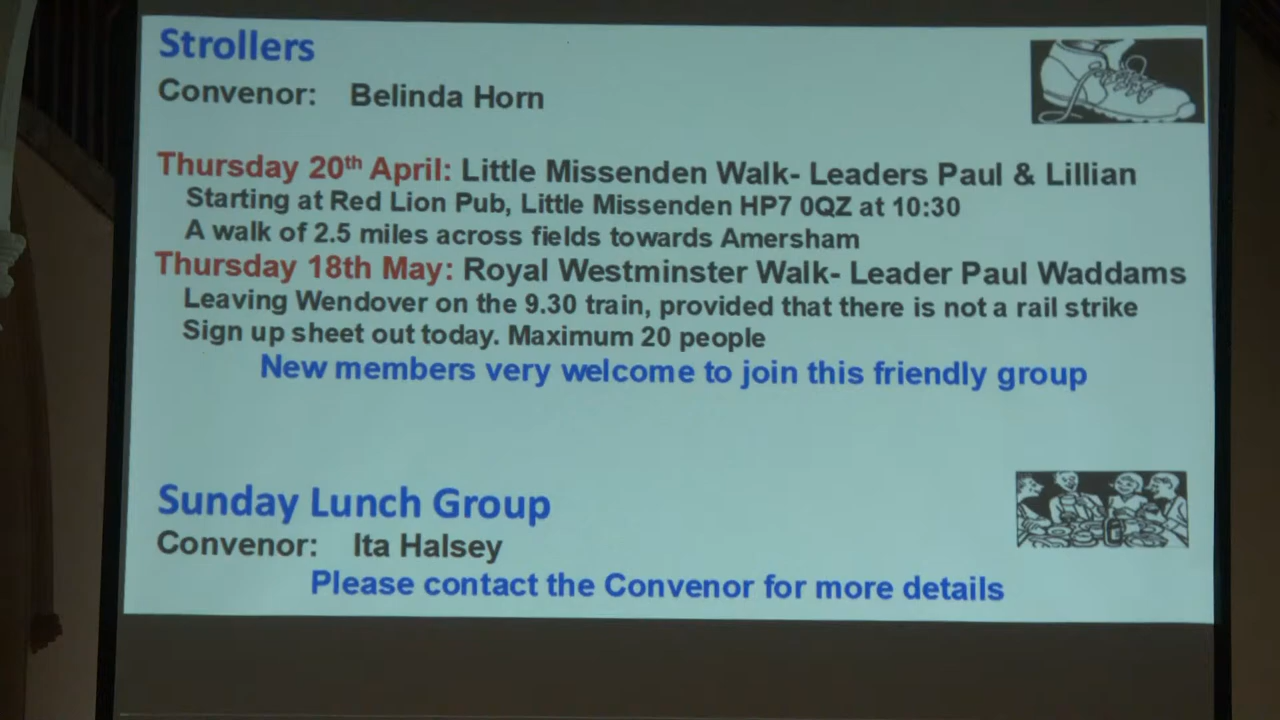 Strollers
Convenor: Belinda Horn
Thursday 20th April: Little Missenden Walk- Leaders Paul & Lillian
Starting at Red Lion Pub, Little Missenden HP7 0QZ at 10:30
A walk of 2.5 miles across fields towards Amersham
Thursday 18th May: Royal Westminster Walk- Leader Paul Waddams
Leaving Wendover on the 9.30 train, provided that there is not a rail strike
Sign up sheet out today. Maximum 20 people
New members very welcome to join this friendly group
Sunday Lunch Group
Convenor: Ita Halsey
Please contact the Convenor for more details